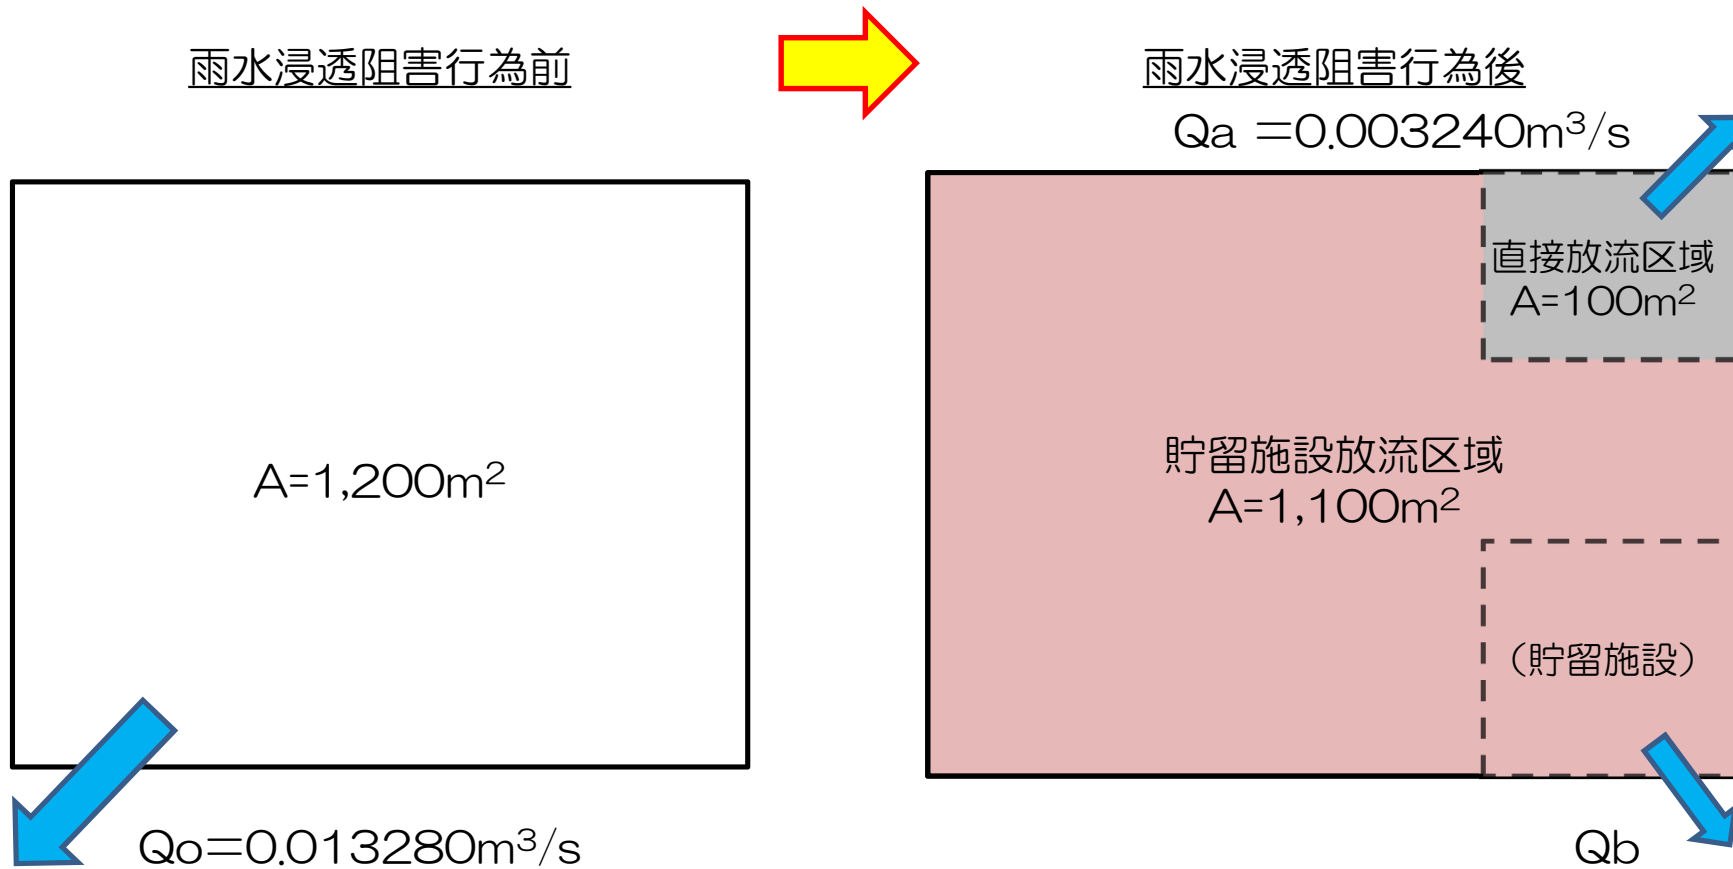 雨水浸透阻害行為前
A=1,200m²
Qo＝0.013280m³/s
雨水浸透阻害行為後
Qa ＝0.003240m³/s
直接放流区域
A=100m²
貯留施設放流区域
A=1,100m²
（貯留施設）
Qb